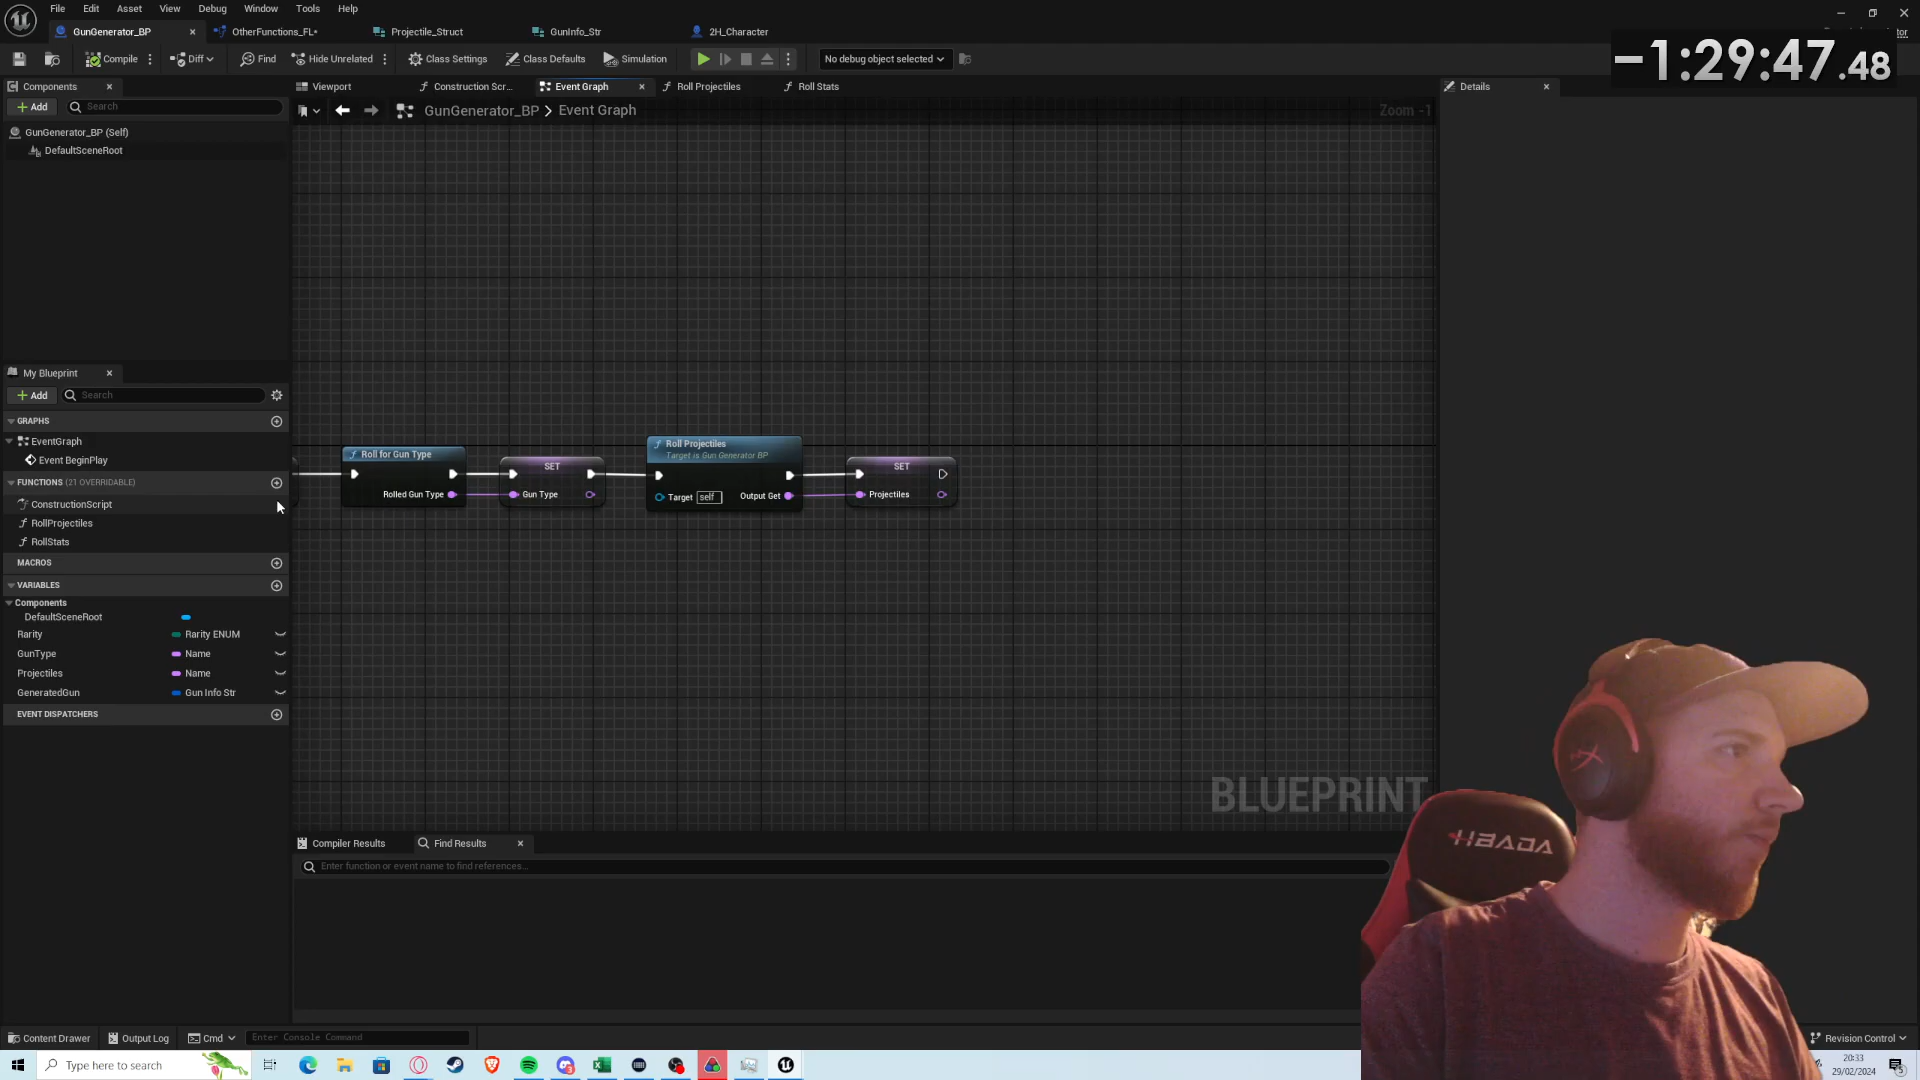 File Edit Asset View Debug Window Tools Help
GunGenerator_BP OtherFunctions_FL* Projectile_Struct GunInfo_Str 2H_Character
Compile Diff Find Hide Unrelated Class Settings Class Defaults Simulation No debug object selected
-1:29:47.48
Components Viewport Construction Scr... Event Graph Roll Projectiles Roll Stats Details
Add Search GunGenerator_BP > Event Graph Zoom -1
GunGenerator_BP (Self)
DefaultSceneRoot
My Blueprint
Add Search
GRAPHS
EventGraph
Event BeginPlay
FUNCTIONS (21 OVERRIDABLE)
ConstructionScript
RollProjectiles
RollStats
MACROS
VARIABLES
Components
DefaultSceneRoot
Rarity Rarity ENUM
GunType Name
Projectiles Name
GeneratedGun Gun Info Str
EVENT DISPATCHERS
Roll for Gun Type
Rolled Gun Type
SET
Gun Type
Roll Projectiles
Target is Gun Generator BP
Target self Output Get
SET
Projectiles
BLUEPRINT
HBADA
Compiler Results Find Results
Enter function or event name to find references...
Content Drawer Output Log Cmd Enter Console Command Revision Control
Type here to search
20:33
29/02/2024